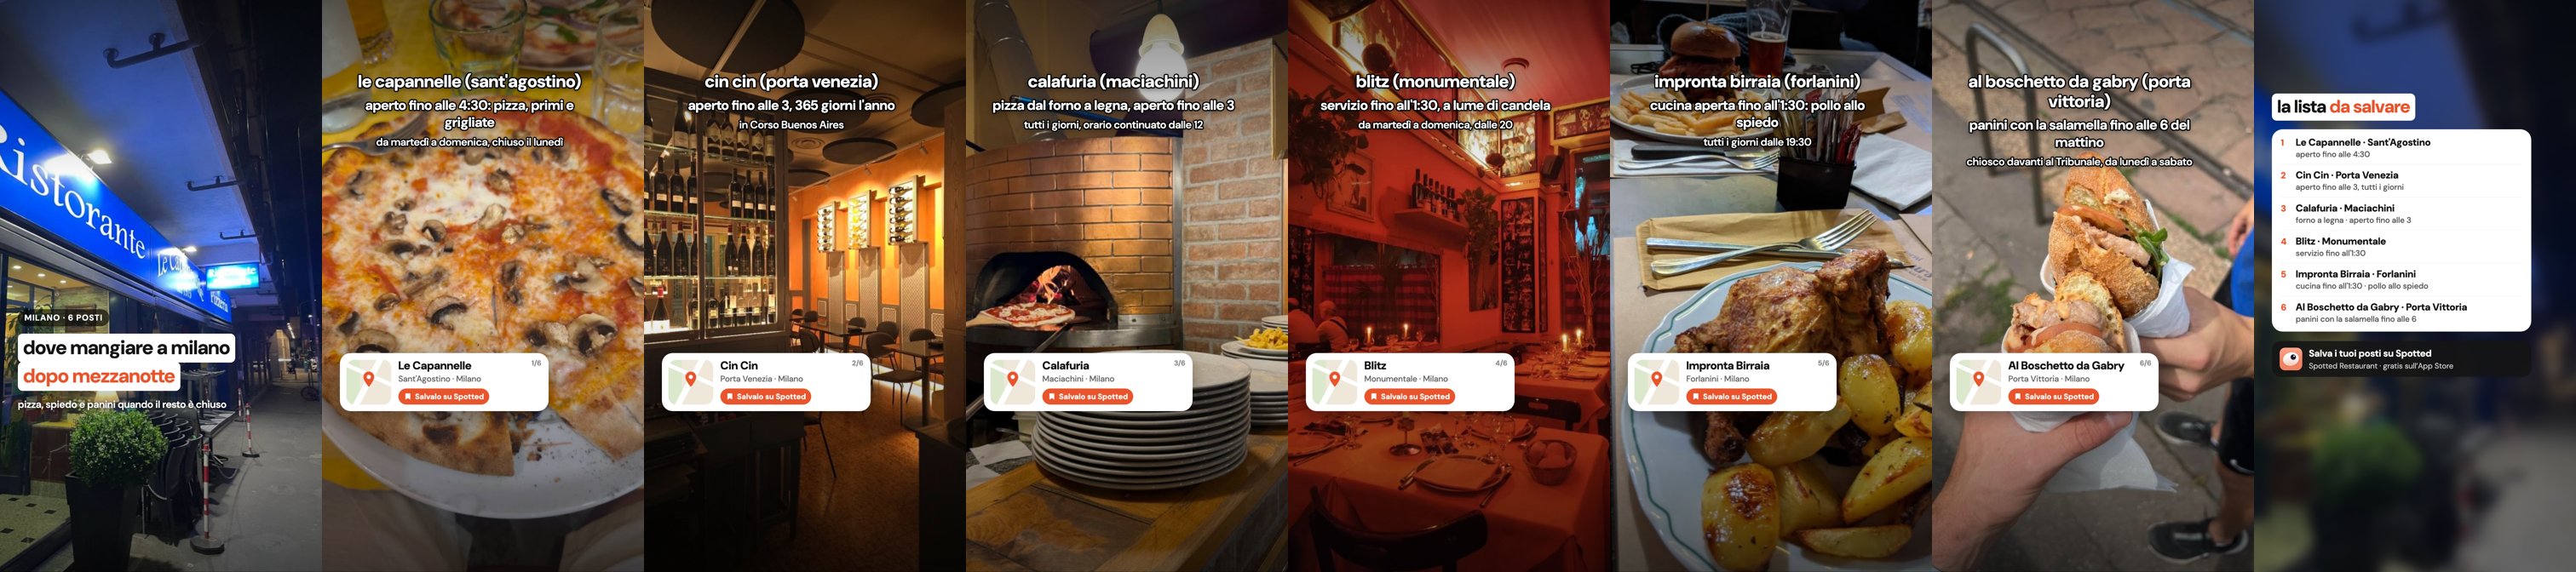 Ristorante
Le Ca
MILANO · 6 POSTI
dove mangiare a milano
dopo mezzanotte
pizza, spiedo e panini quando il resto è chiuso
le capannelle (sant'agostino)
aperto fino alle 4:30: pizza, primi e
grigliate
da martedì a domenica, chiuso il lunedì
Le Capannelle
1/6
Sant'Agostino · Milano
Salvalo su Spotted
cin cin (porta venezia)
aperto fino alle 3, 365 giorni l'anno
in Corso Buenos Aires
Cin Cin
2/6
Porta Venezia · Milano
Salvalo su Spotted
calafuria (maciachini)
pizza dal forno a legna, aperto fino alle 3
tutti i giorni, orario continuato dalle 12
Calafuria
3/6
Maciachini · Milano
Salvalo su Spotted
blitz (monumentale)
servizio fino all'1:30, a lume di candela
da martedì a domenica, dalle 20
Blitz
4/6
Monumentale · Milano
Salvalo su Spotted
impronta birraia (forlanini)
cucina aperta fino all'1:30: pollo allo
spiedo
tutti i giorni dalle 19:30
Impronta Birraia
5/6
Forlanini · Milano
Salvalo su Spotted
al boschetto da gabry (porta
vittoria)
panini con la salamella fino alle 6 del
mattino
chiosco davanti al Tribunale, da lunedì a sabato
Al Boschetto da Gabry
6/6
Porta Vittoria · Milano
Salvalo su Spotted
la lista da salvare
1 Le Capannelle · Sant'Agostino
aperto fino alle 4:30
2 Cin Cin · Porta Venezia
aperto fino alle 3, tutti i giorni
3 Calafuria · Maciachini
forno a legna · aperto fino alle 3
4 Blitz · Monumentale
servizio fino all'1:30
5 Impronta Birraia · Forlanini
cucina fino all'1:30 · pollo allo spiedo
6 Al Boschetto da Gabry · Porta Vittoria
panini con la salamella fino alle 6
Salva i tuoi posti su Spotted
Spotted Restaurant · gratis sull'App Store